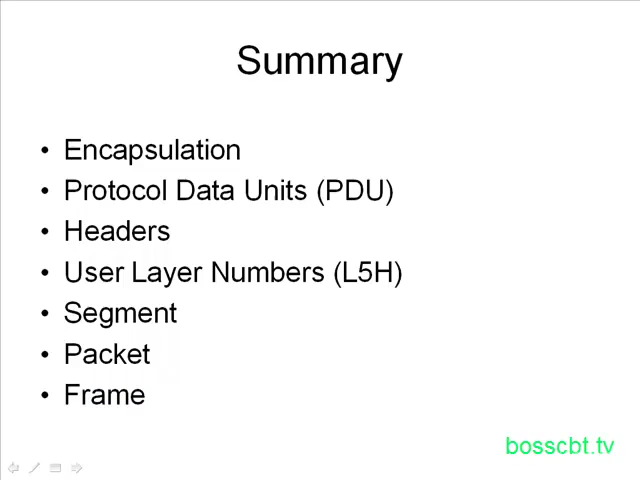 Summary
• Encapsulation
• Protocol Data Units (PDU)
• Headers
• User Layer Numbers (L5H)
• Segment
• Packet
• Frame
bosscbt.tv